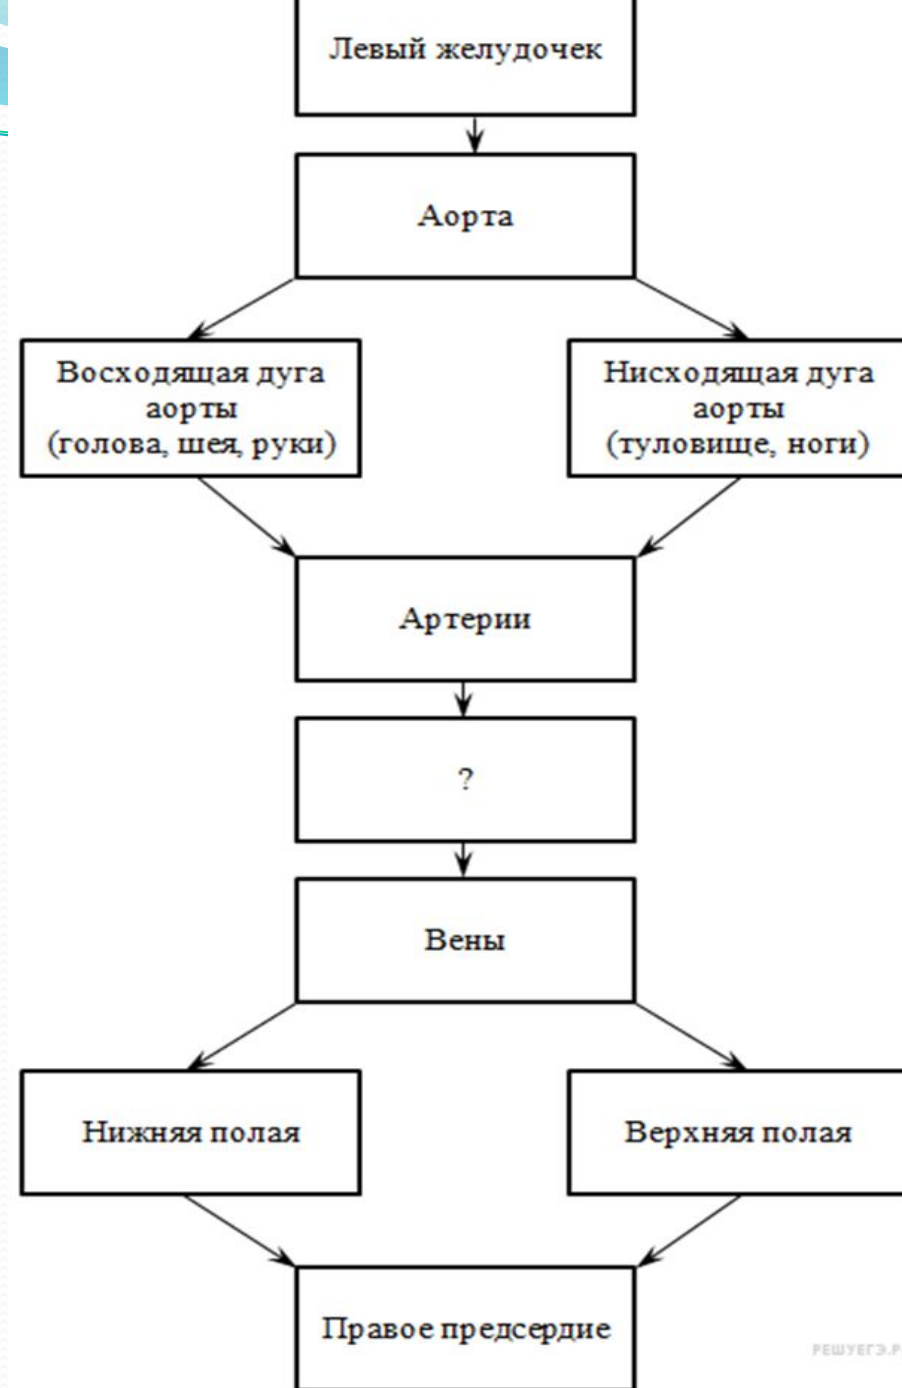 Левый желудочек
Аорта
Восходящая дуга
аорты
(голова, шея, руки)
Нисходящая дуга
аорты
(туловище, ноги)
Артерии
?
Вены
Нижняя полая
Верхняя полая
Правое предсердие
РЕШУЕГЭ.Р